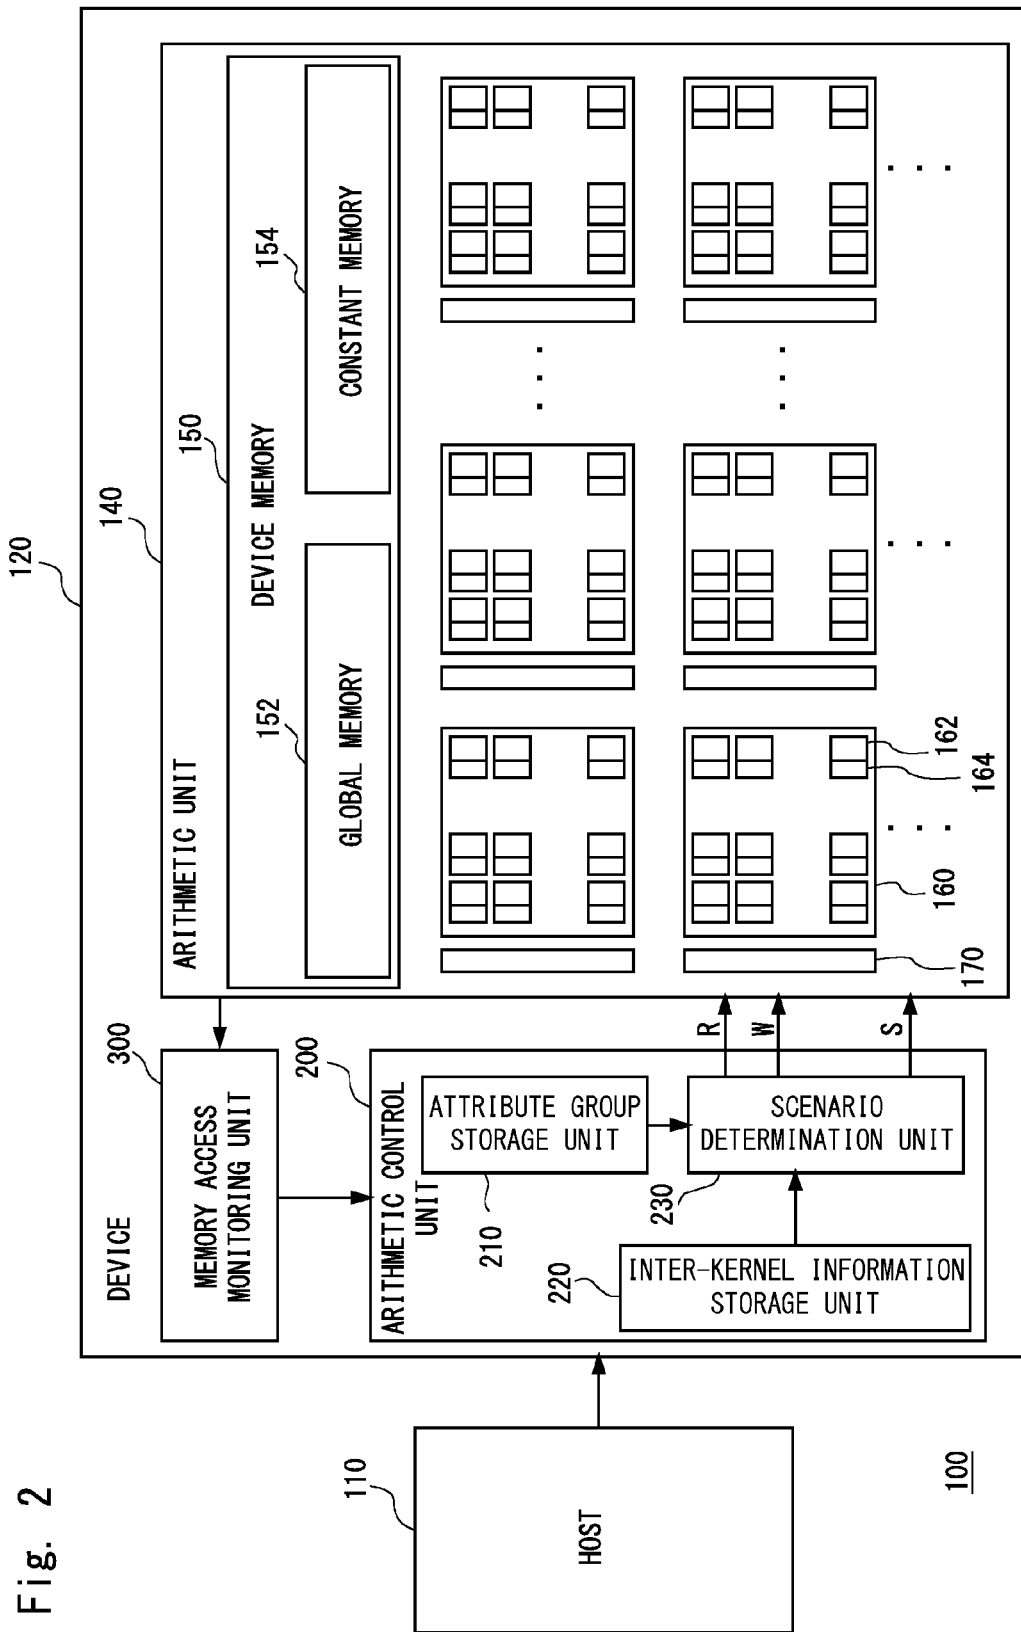 Fig. 2
100
110
HOST
120
DEVICE
300
MEMORY ACCESS
MONITORING UNIT
200
ARITHMETIC CONTROL
UNIT
210
ATTRIBUTE GROUP
STORAGE UNIT
220
INTER-KERNEL INFORMATION
STORAGE UNIT
230
SCENARIO
DETERMINATION UNIT
R
W
S
140
ARITHMETIC UNIT
150
DEVICE MEMORY
152
GLOBAL MEMORY
154
CONSTANT MEMORY
170
160
164
162